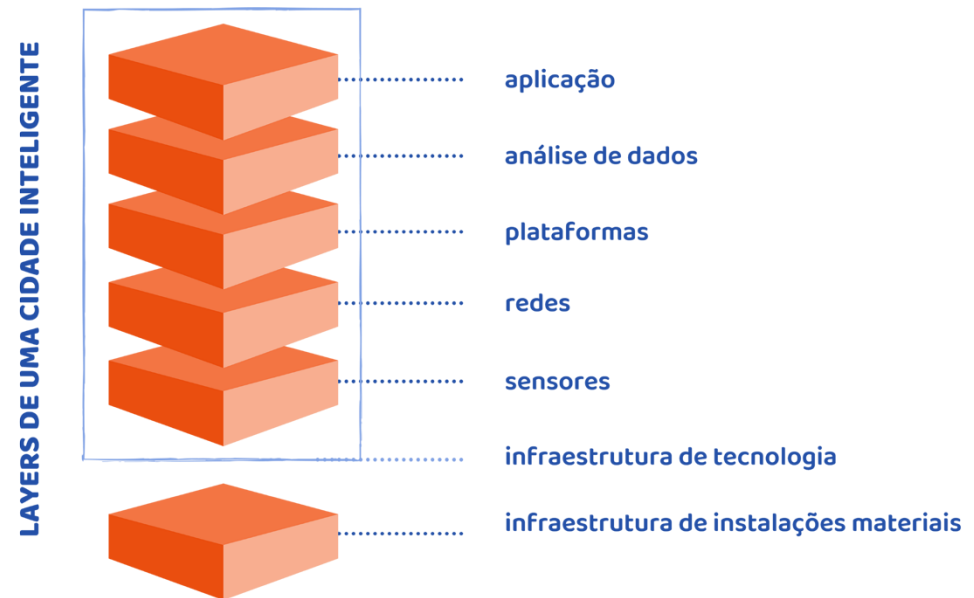 LAYERS DE UMA CIDADE INTELIGENTE
aplicação
análise de dados
plataformas
redes
sensores
infraestrutura de tecnologia
infraestrutura de instalações materiais